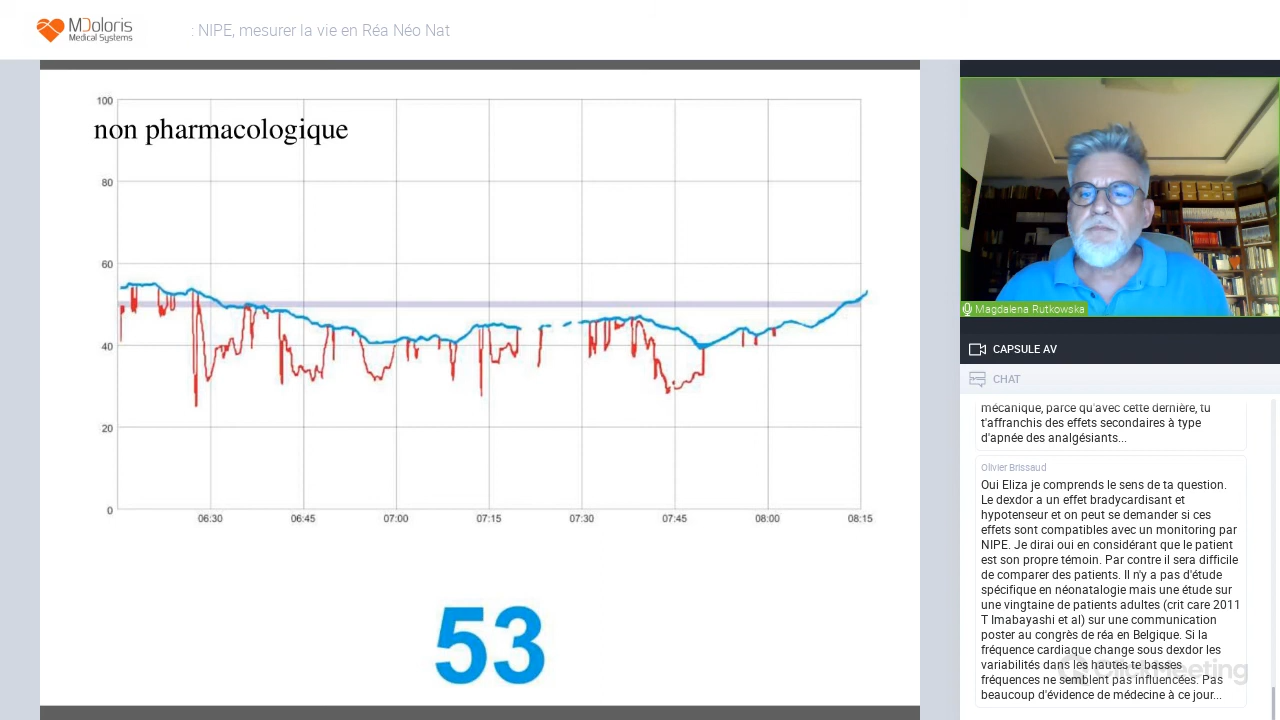 MDoloris
Medical Systems
: NIPE, mesurer la vie en Réa Néo Nat
100
non pharmacologique
80
60
40
20
0
06:30 06:45 07:00 07:15 07:30 07:45 08:00 08:15
53
Magdalena Rutkowska
CAPSULE AV
CHAT
mécanique, parce qu'avec cette dernière, tu
t'affranchis des effets secondaires à type
d'apnée des analgésiants...
Olivier Brissaud
Oui Eliza je comprends le sens de ta question.
Le dexdor a un effet bradycardisant et
hypotenseur et on peut se demander si ces
effets sont compatibles avec un monitoring par
NIPE. Je dirai oui en considérant que le patient
est son propre témoin. Par contre il sera difficile
de comparer des patients. Il n'y a pas d'étude
spécifique en néonatalogie mais une étude sur
une vingtaine de patients adultes (crit care 2011
T Imabayashi et al) sur une communication
poster au congrès de réa en Belgique. Si la
fréquence cardiaque change sous dexdor les
variabilités dans les hautes te basses
fréquences ne semblent pas influencées. Pas
beaucoup d'évidence de médecine à ce jour...
ClickMeeting